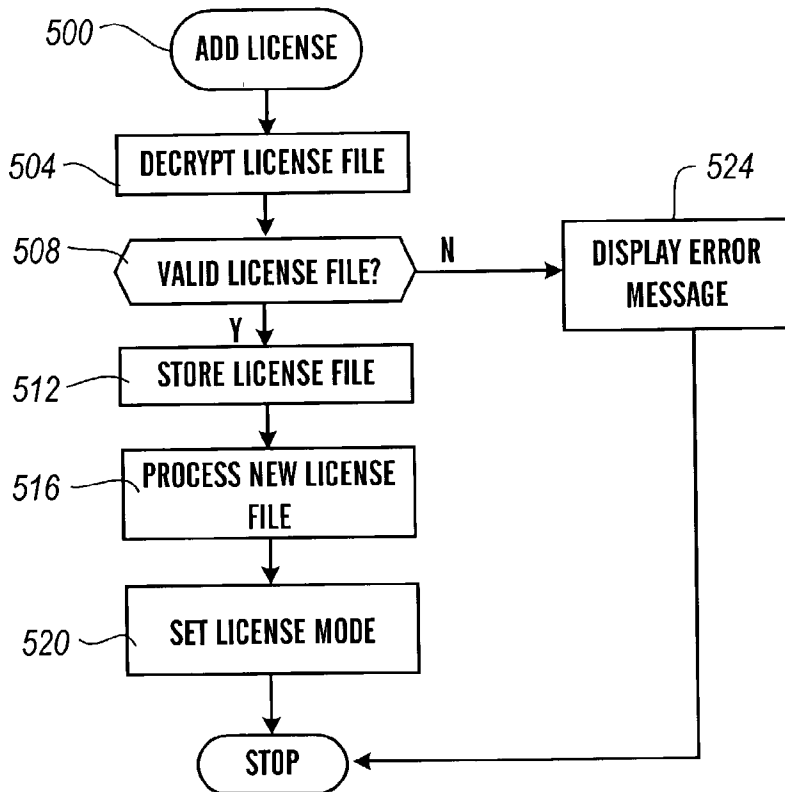 500
ADD LICENSE
504
DECRYPT LICENSE FILE
508
VALID LICENSE FILE?
N
524
DISPLAY ERROR
MESSAGE
Y
512
STORE LICENSE FILE
516
PROCESS NEW LICENSE
FILE
520
SET LICENSE MODE
STOP